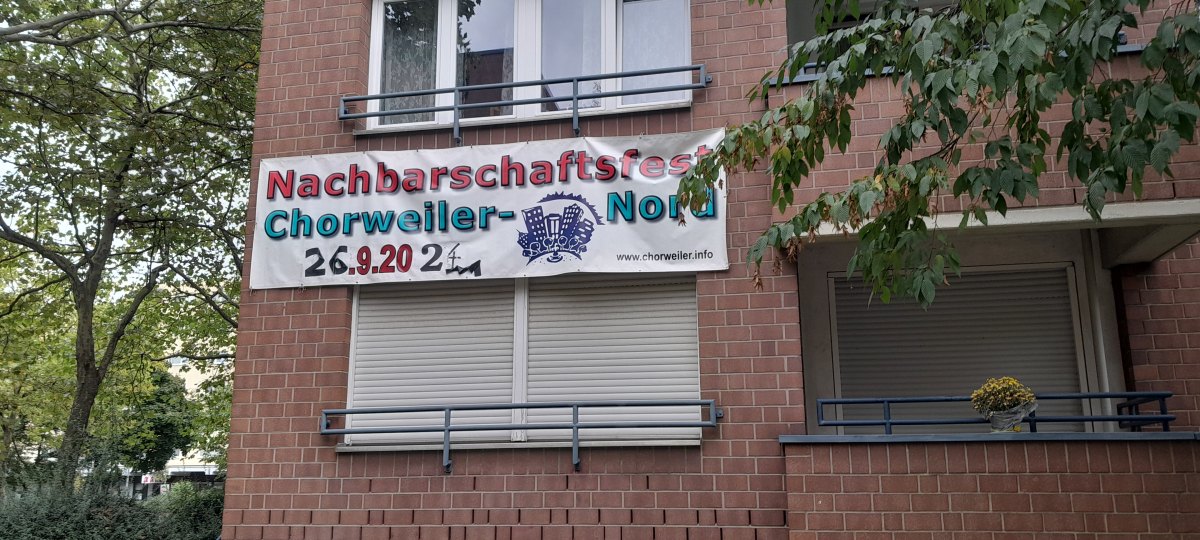 Nachbarschaftsfest
Chorweiler-Nord
26.9.2024
www.chorweiler.info